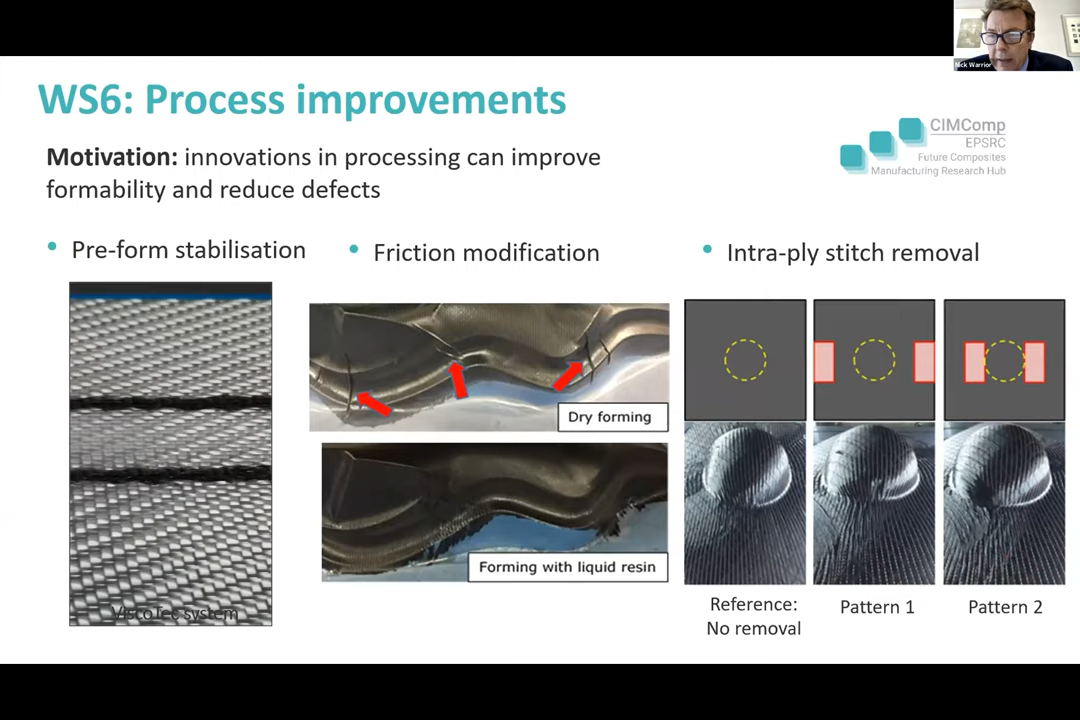 Nick Warrior
WS6: Process improvements
CIMComp
EPSRC
Future Composites
Manufacturing Research Hub
Motivation: innovations in processing can improve
formability and reduce defects
• Pre-form stabilisation
• Friction modification
• Intra-ply stitch removal
Dry forming
Forming with liquid resin
ViscoTec system
Reference:
No removal
Pattern 1
Pattern 2